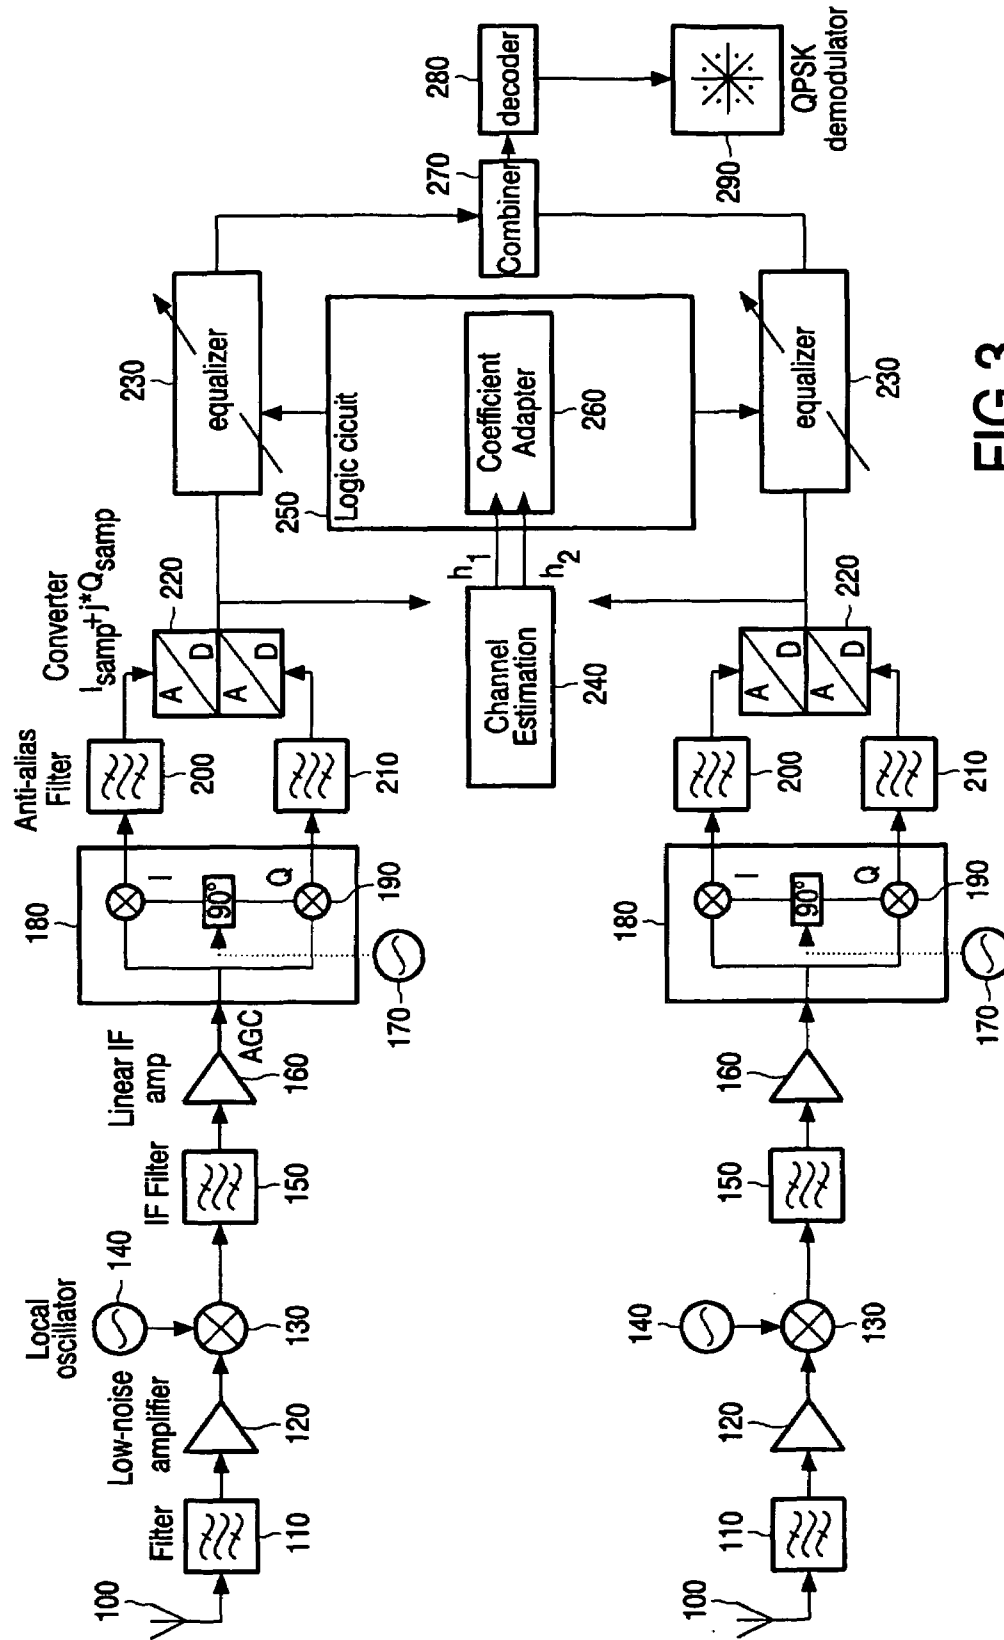 100
Filter
110
Low-noise
amplifier
120
Local
oscillator
140
130
IF Filter
150
Linear IF
amp
160
AGC
180
I
90°
Q
190
170
Anti-alias
Filter
200
210
Converter
I samp+j*Q samp
220
A
D
A
D
230
equalizer
250
Logic cicuit
Coefficient
Adapter
260
h1
h2
Channel
Estimation
240
270
Combiner
280
decoder
290
QPSK
demodulator
100
110
120
140
130
150
160
180
I
90°
Q
190
170
200
210
220
A
D
A
D
equalizer
230
FIG.3